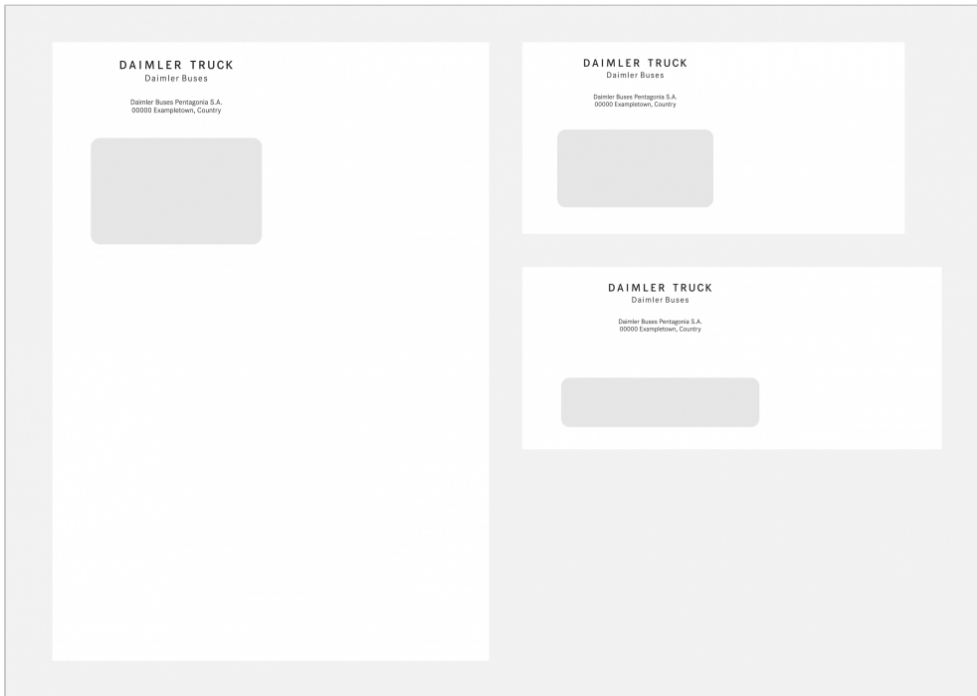 DAIMLER TRUCK
Daimler Buses
Daimler Buses Pentagonia S.A.
00000 Exampletown, Country
DAIMLER TRUCK
Daimler Buses
Daimler Buses Pentagonia S.A.
00000 Exampletown, Country
DAIMLER TRUCK
Daimler Buses
Daimler Buses Pentagonia S.A.
00000 Exampletown, Country